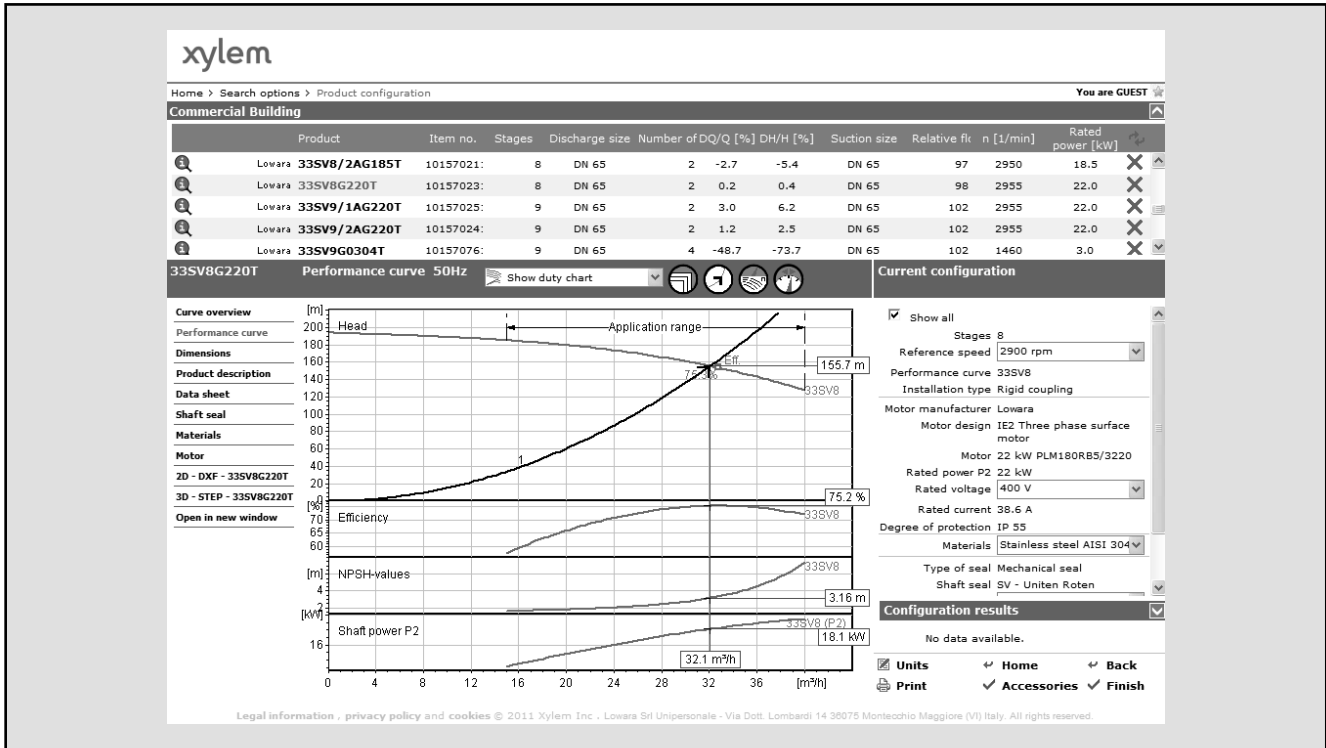 xylem
Home > Search options > Product configuration You are GUEST
Commercial Building
Product Item no. Stages Discharge size Number of DQ/Q [%] DH/H [%] Suction size Relative flo n [1/min] Rated power [kW]
Lowara 33SV8/2AG185T 10157021: 8 DN 65 2 -2.7 -5.4 DN 65 97 2950 18.5
Lowara 33SV8G220T 10157023: 8 DN 65 2 0.2 0.4 DN 65 98 2955 22.0
Lowara 33SV9/1AG220T 10157025: 9 DN 65 2 3.0 6.2 DN 65 102 2955 22.0
Lowara 33SV9/2AG220T 10157024: 9 DN 65 2 1.2 2.5 DN 65 102 2955 22.0
Lowara 33SV9G0304T 10157076: 9 DN 65 4 -48.7 -73.7 DN 65 102 1460 3.0
33SV8G220T Performance curve 50Hz Show duty chart Current configuration
Curve overview
Performance curve
Dimensions
Product description
Data sheet
Shaft seal
Materials
Motor
2D - DXF - 33SV8G220T
3D - STEP - 33SV8G220T
Open in new window
[m]
200 Head Application range
180
160 Eff. 155.7 m
140
120 33SV8
100
80
60
1
40
20
0
75.2 %
[%]
70 Efficiency 33SV8
65
60
[m] NPSH-values 33SV8
4
3.16 m
2
[kW]
Shaft power P2 33SV8 (P2)
18.1 kW
16
32.1 m³/h
0 4 8 12 16 20 24 28 32 36 [m³/h]
Show all
Stages 8
Reference speed 2900 rpm
Performance curve 33SV8
Installation type Rigid coupling
Motor manufacturer Lowara
Motor design IE2 Three phase surface
motor
Motor 22 kW PLM180RB5/3220
Rated power P2 22 kW
Rated voltage 400 V
Rated current 38.6 A
Degree of protection IP 55
Materials Stainless steel AISI 304
Type of seal Mechanical seal
Shaft seal SV - Uniten Roten
Configuration results
No data available.
Units Home Back
Print Accessories Finish
Legal information , privacy policy and cookies © 2011 Xylem Inc . Lowara Srl Unipersonale - Via Dott. Lombardi 14 36075 Montecchio Maggiore (VI) Italy. All rights reserved.